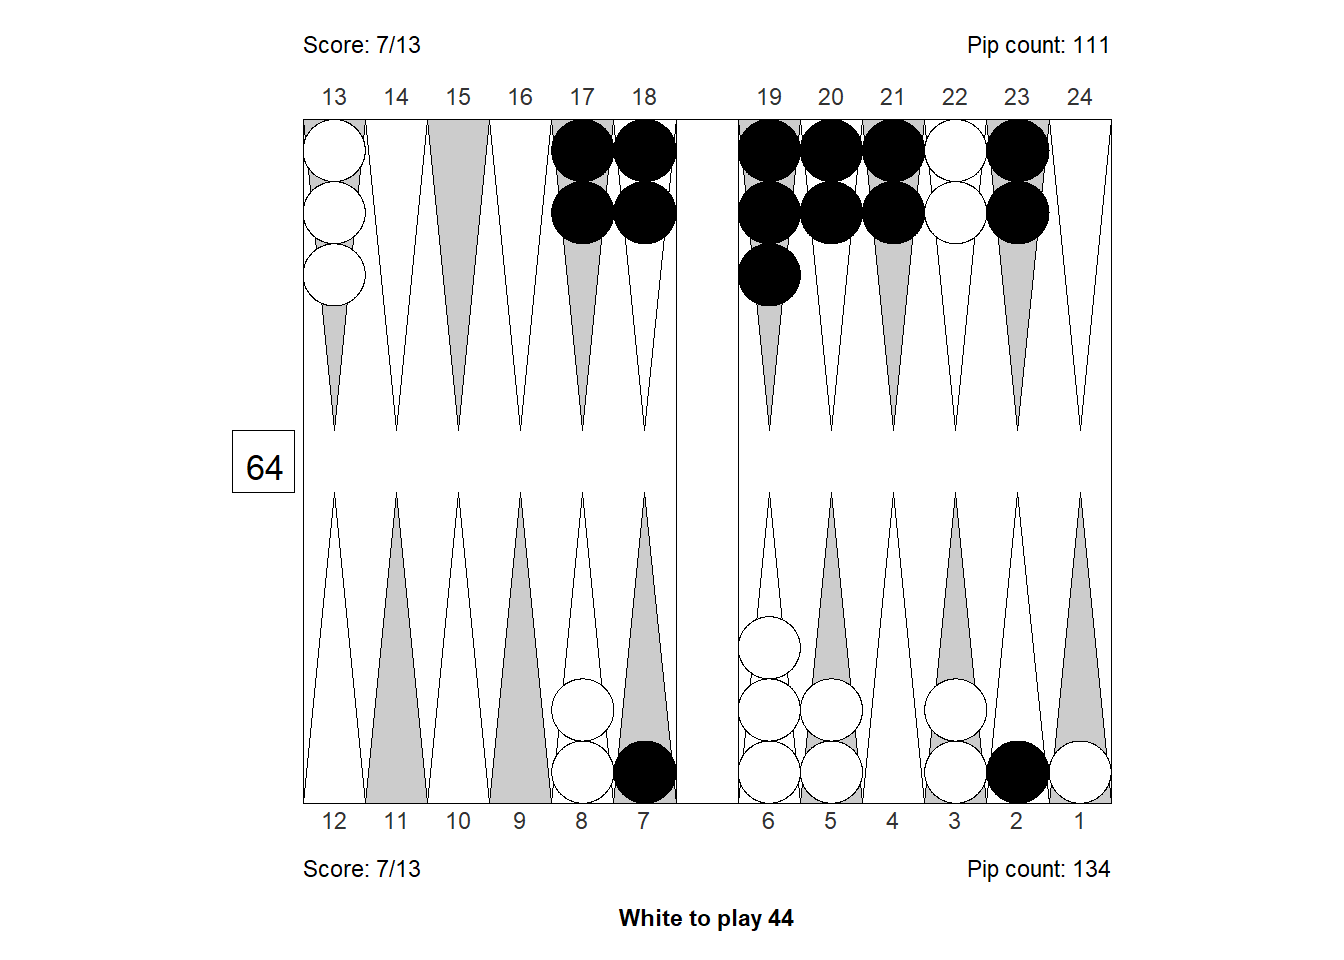 Score: 7/13 Pip count: 111
13 14 15 16 17 18 19 20 21 22 23 24
64
12 11 10 9 8 7 6 5 4 3 2 1
Score: 7/13 Pip count: 134
White to play 44